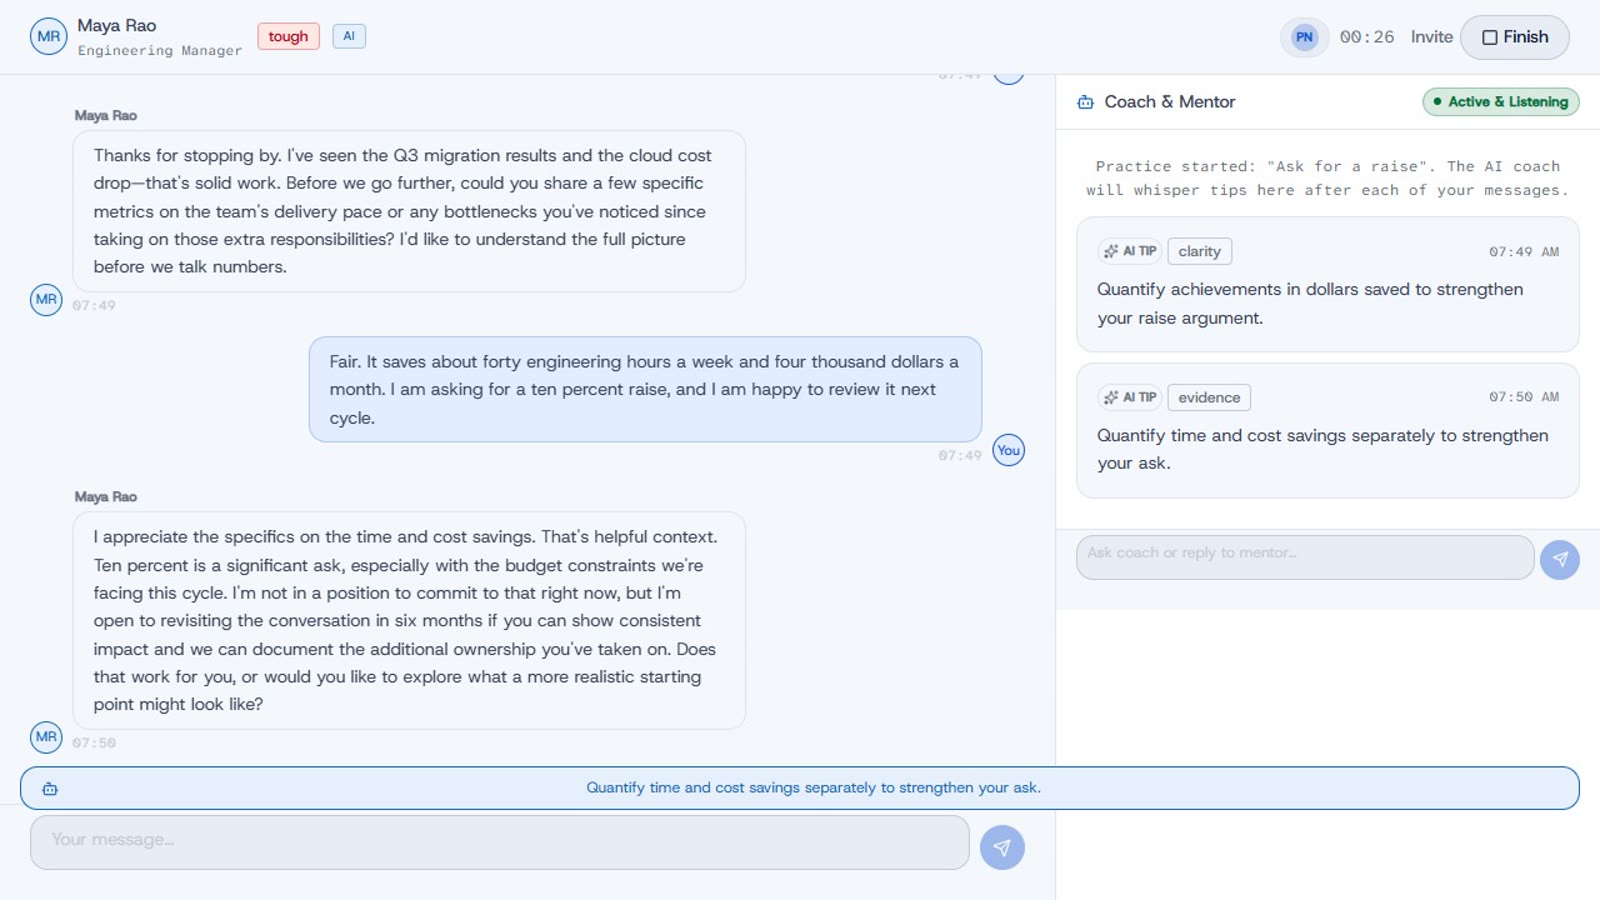 MR
Maya Rao
Engineering Manager
tough
AI
PN
00:26
Invite
Finish
07:49
Maya Rao
Thanks for stopping by. I've seen the Q3 migration results and the cloud cost
drop—that's solid work. Before we go further, could you share a few specific
metrics on the team's delivery pace or any bottlenecks you've noticed since
taking on those extra responsibilities? I'd like to understand the full picture
before we talk numbers.
MR
07:49
Fair. It saves about forty engineering hours a week and four thousand dollars a
month. I am asking for a ten percent raise, and I am happy to review it next
cycle.
07:49
You
Maya Rao
I appreciate the specifics on the time and cost savings. That's helpful context.
Ten percent is a significant ask, especially with the budget constraints we're
facing this cycle. I'm not in a position to commit to that right now, but I'm
open to revisiting the conversation in six months if you can show consistent
impact and we can document the additional ownership you've taken on. Does
that work for you, or would you like to explore what a more realistic starting
point might look like?
MR
07:50
Coach & Mentor
Active & Listening
Practice started: "Ask for a raise". The AI coach
will whisper tips here after each of your messages.
AI TIP
clarity
07:49 AM
Quantify achievements in dollars saved to strengthen
your raise argument.
AI TIP
evidence
07:50 AM
Quantify time and cost savings separately to strengthen
your ask.
Ask coach or reply to mentor…
Quantify time and cost savings separately to strengthen your ask.
Your message…